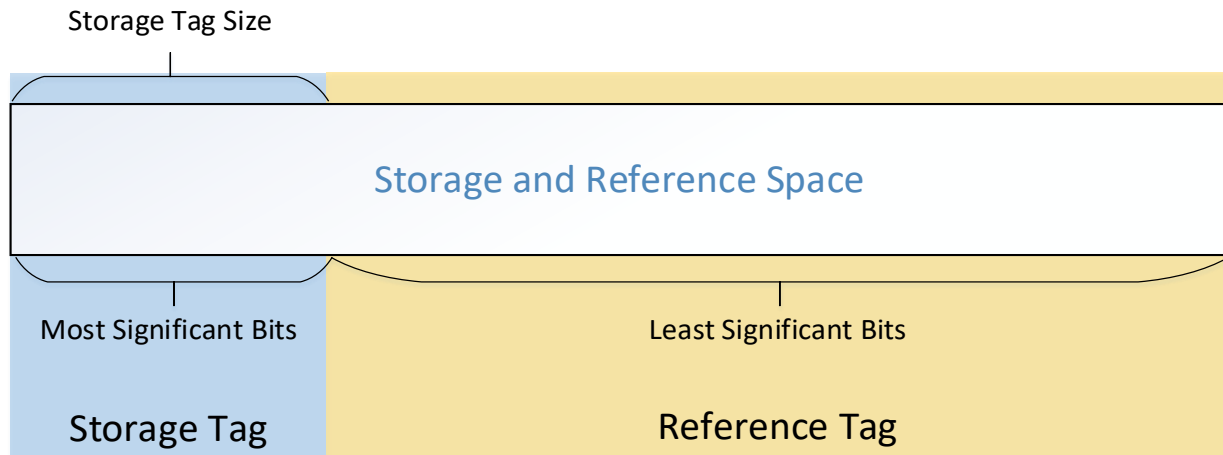 Storage Tag Size
Storage and Reference Space
Most Significant Bits
Least Significant Bits
Storage Tag
Reference Tag